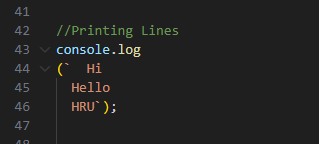 41
42 //Printing Lines
43 console.log
44 (`  Hi
45   Hello
46   HRU`);
47